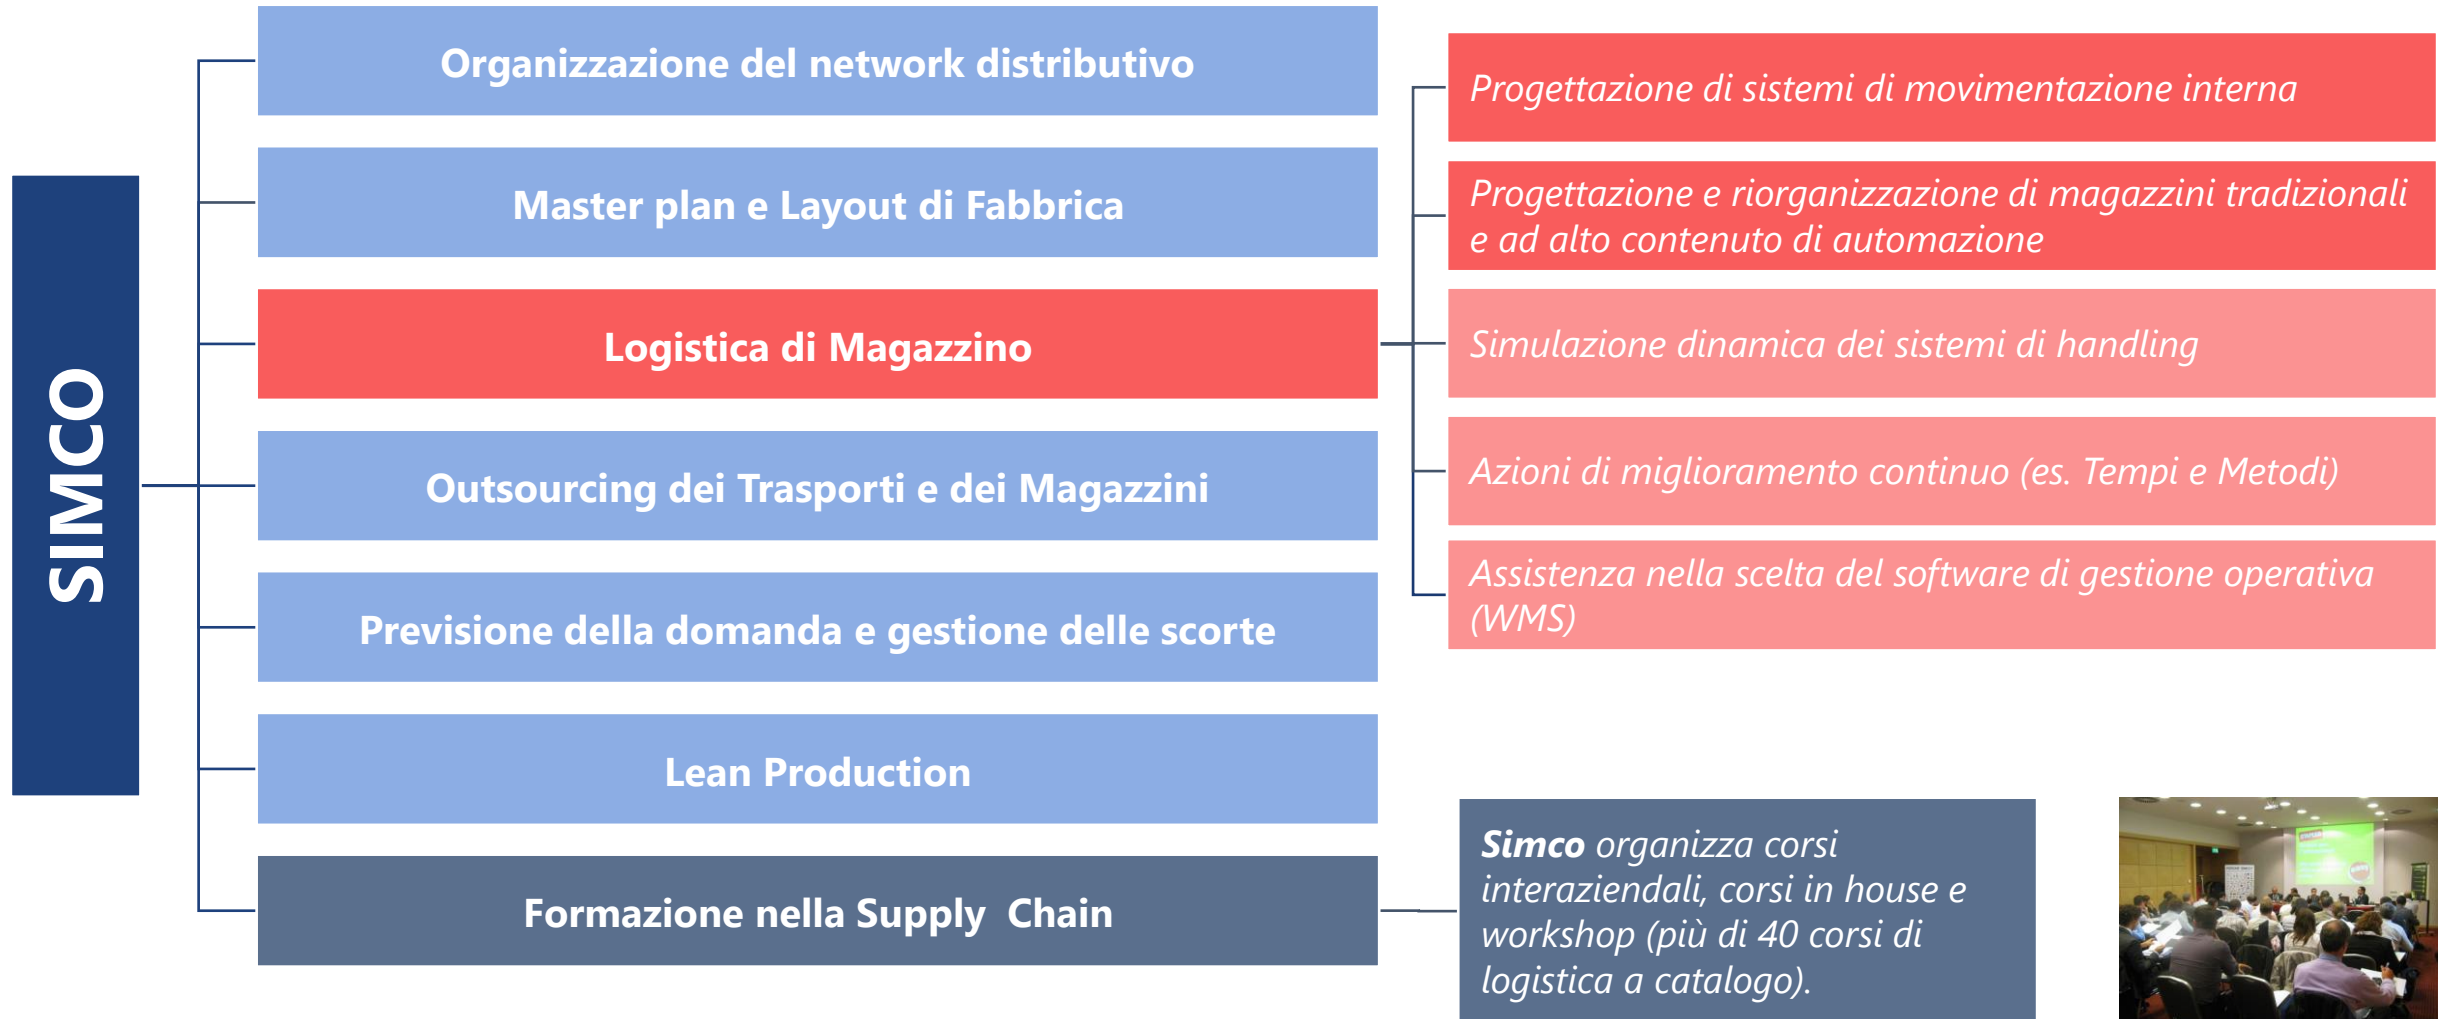 SIMCO
Organizzazione del network distributivo
Master plan e Layout di Fabbrica
Logistica di Magazzino
Outsourcing dei Trasporti e dei Magazzini
Previsione della domanda e gestione delle scorte
Lean Production
Formazione nella Supply Chain
Progettazione di sistemi di movimentazione interna
Progettazione e riorganizzazione di magazzini tradizionali
e ad alto contenuto di automazione
Simulazione dinamica dei sistemi di handling
Azioni di miglioramento continuo (es. Tempi e Metodi)
Assistenza nella scelta del software di gestione operativa
(WMS)
Simco organizza corsi
interaziendali, corsi in house e
workshop (più di 40 corsi di
logistica a catalogo).